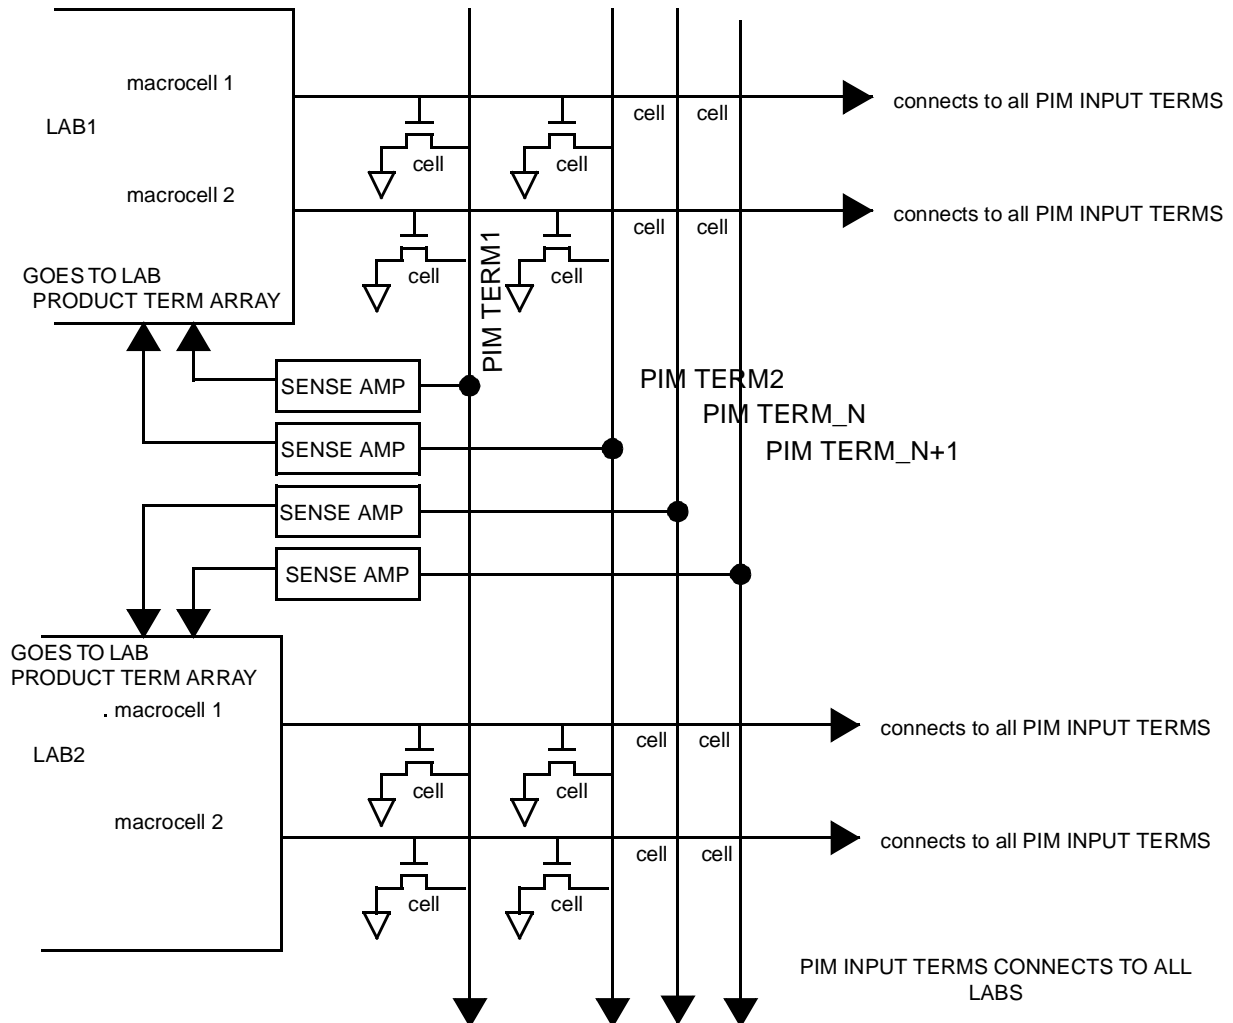 macrocell 1
connects to all PIM INPUT TERMS
cell
cell
LAB1
cell
cell
macrocell 2
connects to all PIM INPUT TERMS
cell
cell
GOES TO LAB
PRODUCT TERM ARRAY
cell
cell
PIM TERM1
SENSE AMP
PIM TERM2
PIM TERM_N
SENSE AMP
PIM TERM_N+1
SENSE AMP
SENSE AMP
GOES TO LAB
PRODUCT TERM ARRAY
. macrocell 1
connects to all PIM INPUT TERMS
cell
cell
LAB2
cell
cell
macrocell 2
connects to all PIM INPUT TERMS
cell
cell
cell
cell
PIM INPUT TERMS CONNECTS TO ALL
LABS